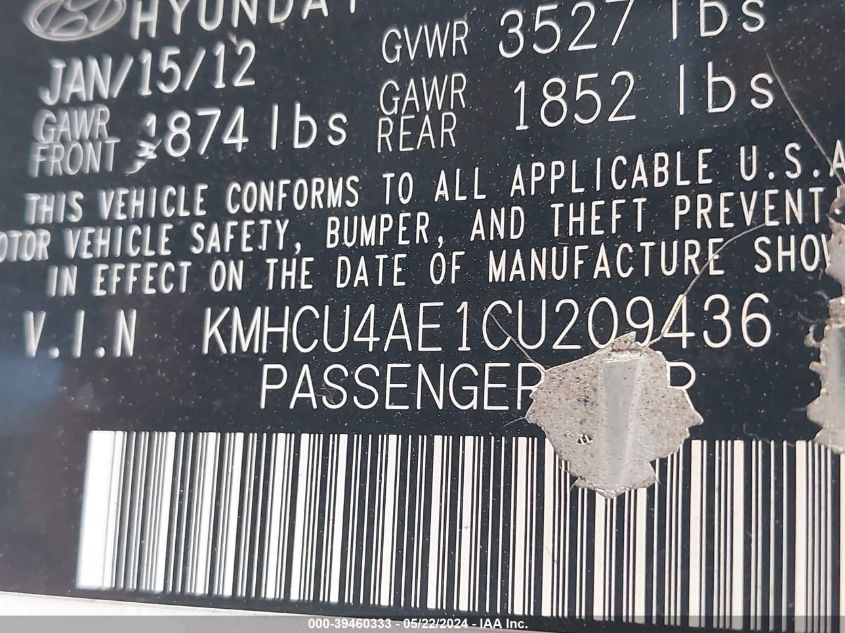 HYUNDAI
JAN/15/12 GVWR 3527 lbs
GAWR FRONT 1874 lbs GAWR REAR 1852 lbs
THIS VEHICLE CONFORMS TO ALL APPLICABLE U.S.A
OTOR VEHICLE SAFETY, BUMPER, AND THEFT PREVENT
IN EFFECT ON THE DATE OF MANUFACTURE SHOW
V.I.N KMHCU4AE1CU209436
PASSENGER
000-39460333 - 05/22/2024 - IAA Inc.